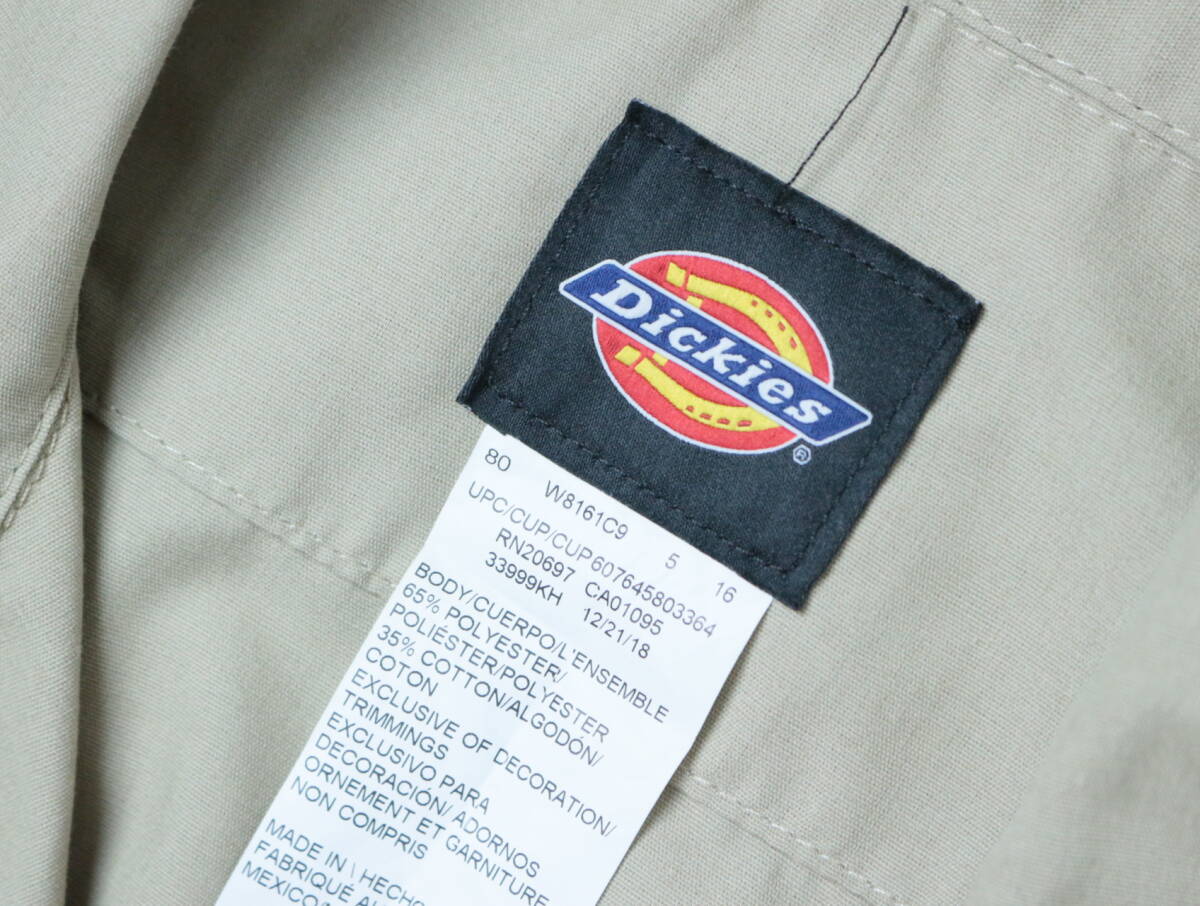 Dickies
®
80 W8161C9 5 16
UPC/CUP/CUP607645803364
RN20697 CA01095
33999KH 12/21/18
BODY/CUERPO/L'ENSEMBLE
65% POLYESTER/
POLIÉSTER/POLYESTER
35% COTTON/ALGODÓN/
COTON
EXCLUSIVE OF DECORATION/
TRIMMINGS
EXCLUSIVO PARA
DECORACIÓN/ ADORNOS
ORNEMENT ET GARNITURE
NON COMPRIS
MADE IN \ HECHO
FABRIQUÉ AU
MEXICO/